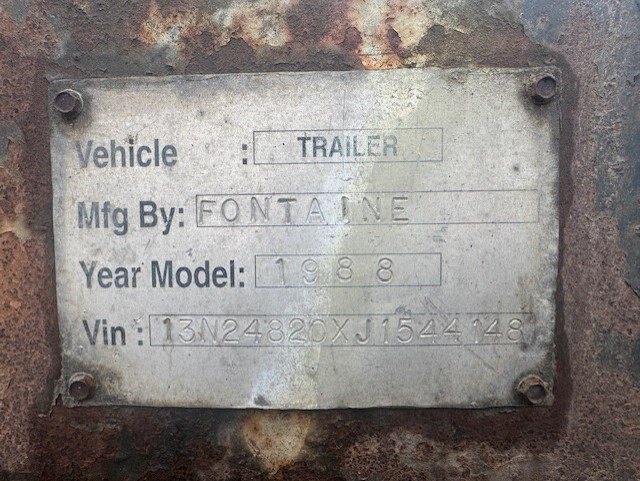 Vehicle : TRAILER
Mfg By: FONTAINE
Year Model: 1988
Vin : 13N24820XJ1544148